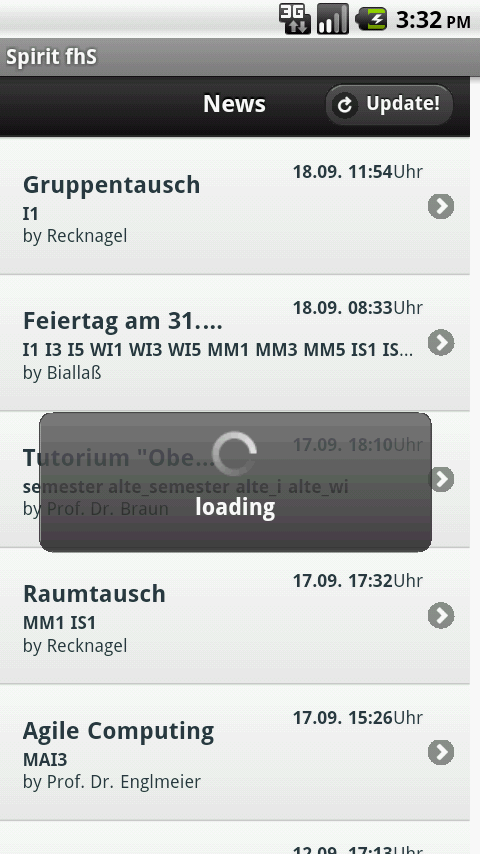 3G 3:32 PM
Spirit fhS
News Update!
18.09. 11:54Uhr
Gruppentausch
I1
by Recknagel
18.09. 08:33Uhr
Feiertag am 31....
I1 I3 I5 WI1 WI3 WI5 MM1 MM3 MM5 IS1 IS...
by Biallaß
17.09. 18:10Uhr
Tutorium "Obe...
semester alte_semester alte_i alte_wi
by Prof. Dr. Braun
loading
17.09. 17:32Uhr
Raumtausch
MM1 IS1
by Recknagel
17.09. 15:26Uhr
Agile Computing
MAI3
by Prof. Dr. Englmeier
12.09. 17:13Uhr